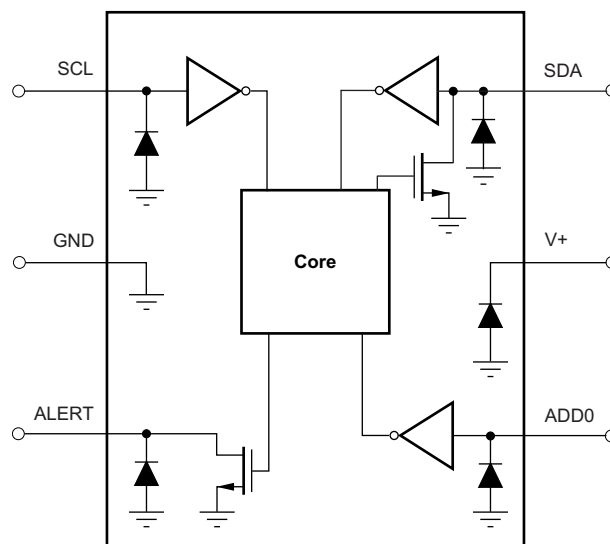 SCL
SDA
GND
Core
V+
ALERT
ADD0